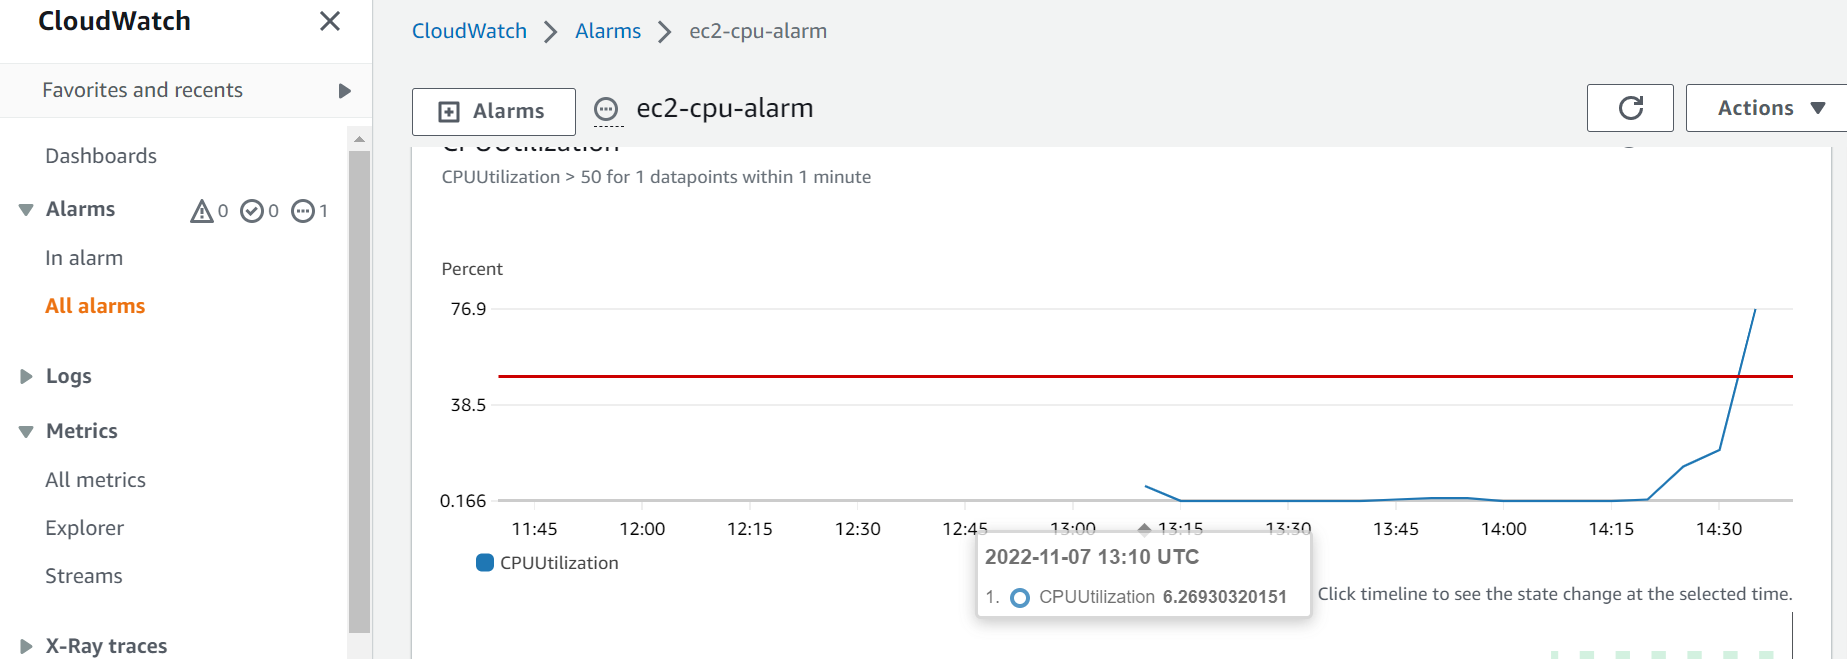 CloudWatch
Favorites and recents
Dashboards
Alarms 0 0 1
In alarm
All alarms
Logs
Metrics
All metrics
Explorer
Streams
X-Ray traces
CloudWatch > Alarms > ec2-cpu-alarm
Alarms ec2-cpu-alarm
Actions
CPUUtilization
CPUUtilization > 50 for 1 datapoints within 1 minute
Percent
76.9
38.5
0.166
11:45 12:00 12:15 12:30 12:45 13:00 13:15 13:30 13:45 14:00 14:15 14:30
CPUUtilization
2022-11-07 13:10 UTC
1. CPUUtilization 6.26930320151
Click timeline to see the state change at the selected time.